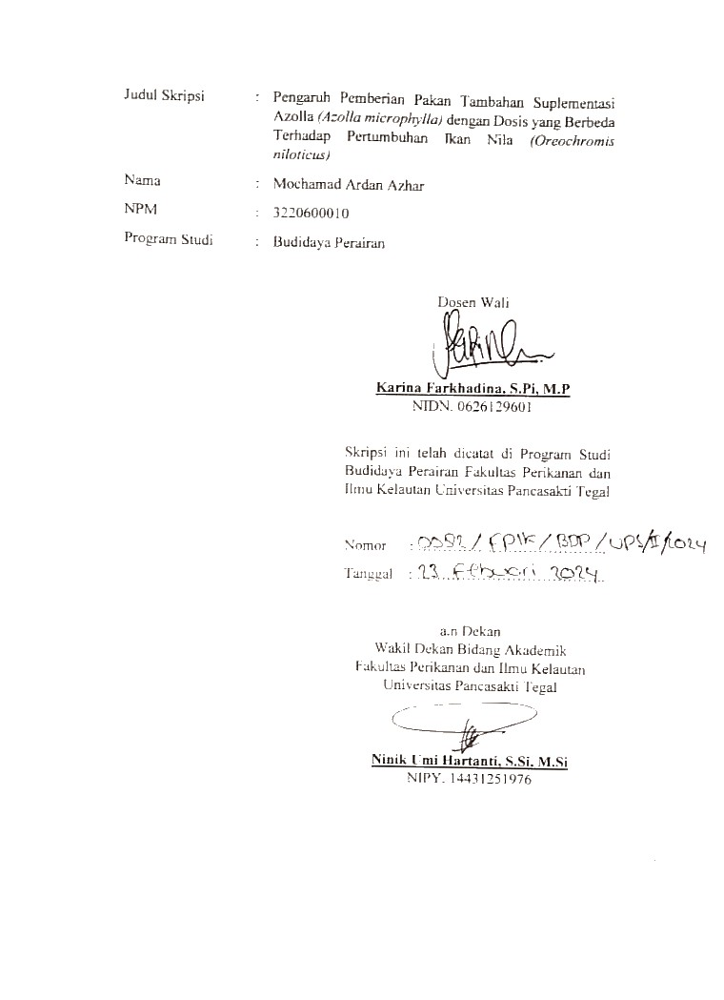 Judul Skripsi : Pengaruh Pemberian Pakan Tambahan Suplementasi
Azolla (Azolla microphylla) dengan Dosis yang Berbeda
Terhadap Pertumbuhan Ikan Nila (Oreochromis
niloticus)
Nama : Mochamad Ardan Azhar
NPM : 3220600010
Program Studi : Budidaya Perairan
Dosen Wali
Karina Farkhadina, S.Pi, M.P
NIDN. 0626129601
Skripsi ini telah dicatat di Program Studi
Budidaya Perairan Fakultas Perikanan dan
Ilmu Kelautan Universitas Pancasakti Tegal
Nomor : 0082/FPIK/BDP/UPS/II/2024
Tanggal : 23 Februari 2024
a.n Dekan
Wakil Dekan Bidang Akademik
Fakultas Perikanan dan Ilmu Kelautan
Universitas Pancasakti Tegal
Ninik Umi Hartanti, S.Si, M.Si
NIPY. 14431251976